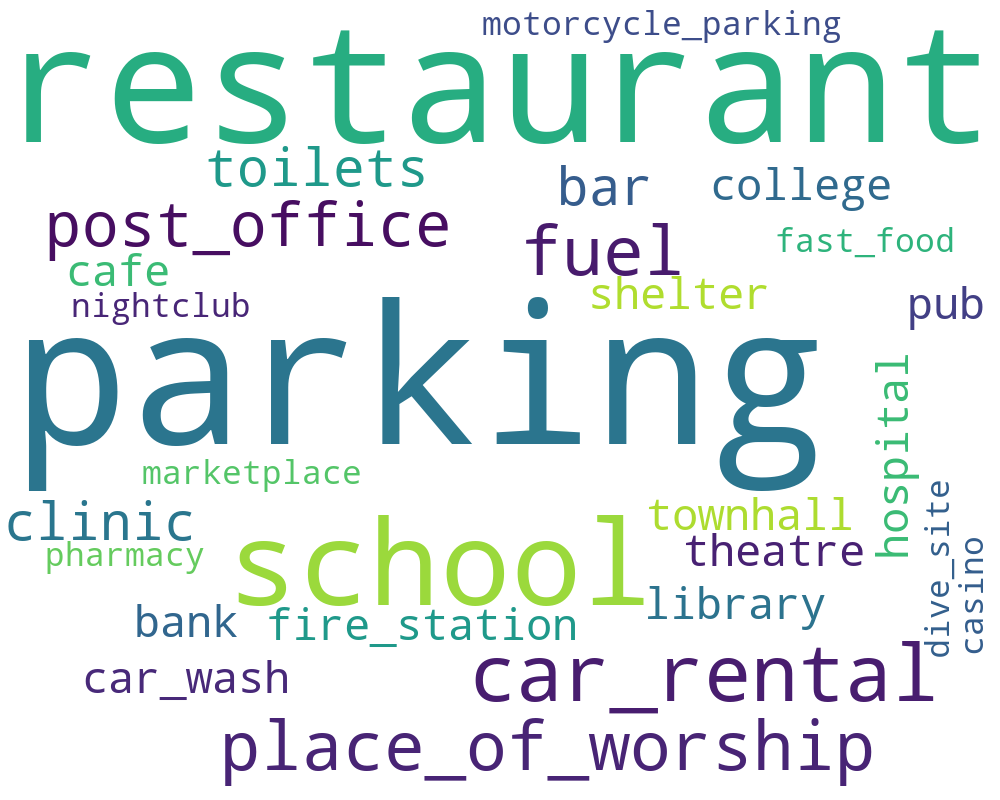 motorcycle_parking
restaurant
toilets
bar
college
post_office
fuel
fast_food
cafe
shelter
nightclub
pub
parking
hospital
marketplace
dive_site
clinic
townhall
school
theatre
casino
pharmacy
library
bank
fire_station
car_wash
car_rental
place_of_worship